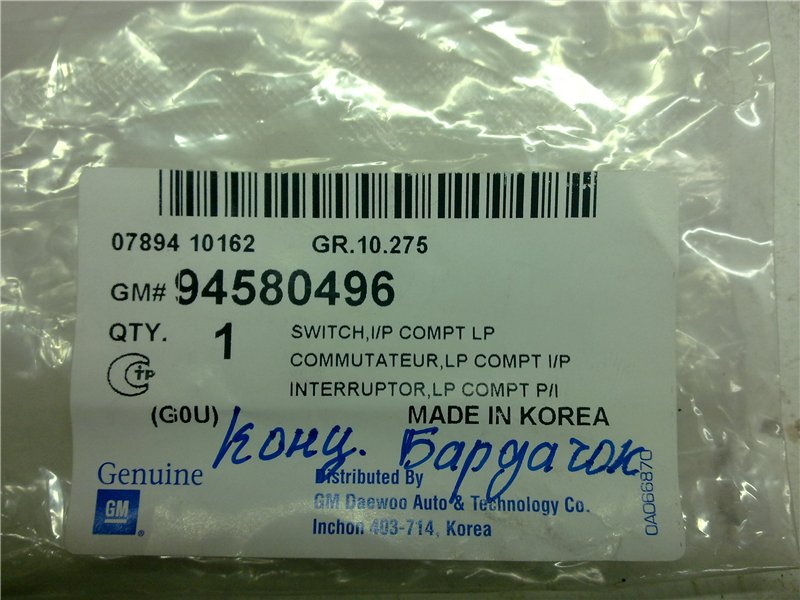 07894 10162 GR.10.275
GM# 94580496
QTY. 1 SWITCH,I/P COMPT LP
COMMUTATEUR,LP COMPT I/P
INTERRUPTOR,LP COMPT P/I
(G0U) MADE IN KOREA
Конц. Бардачок
Genuine
GM
Distributed By
GM Daewoo Auto & Technology Co.
Inchon 403-714, Korea
0A066870